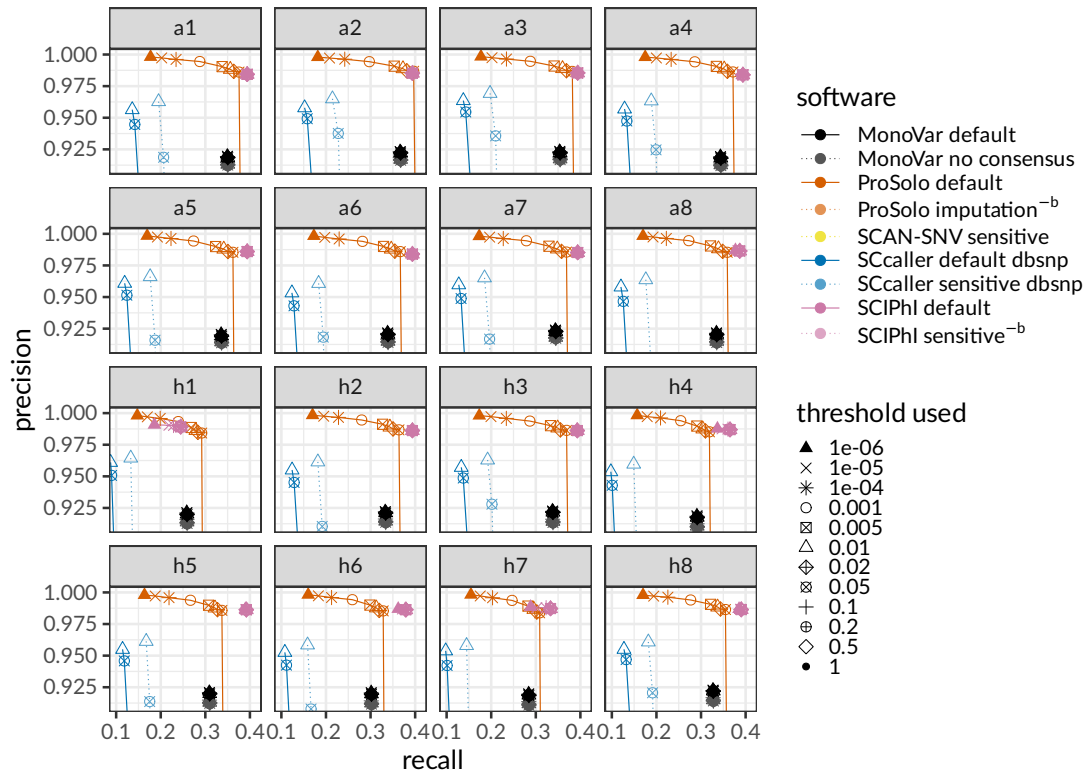 a1 a2 a3 a4
1.000
0.975
0.950
0.925
a5 a6 a7 a8
1.000
0.975
0.950
0.925
h1 h2 h3 h4
1.000
0.975
0.950
0.925
h5 h6 h7 h8
1.000
0.975
0.950
0.925
0.1 0.2 0.3 0.4 0.1 0.2 0.3 0.4 0.1 0.2 0.3 0.4 0.1 0.2 0.3 0.4
recall
precision
software
MonoVar default
MonoVar no consensus
ProSolo default
ProSolo imputation⁻ᵇ
SCAN-SNV sensitive
SCcaller default dbsnp
SCcaller sensitive dbsnp
SCIPhI default
SCIPhI sensitive⁻ᵇ
threshold used
1e-06
1e-05
1e-04
0.001
0.005
0.01
0.02
0.05
0.1
0.2
0.5
1